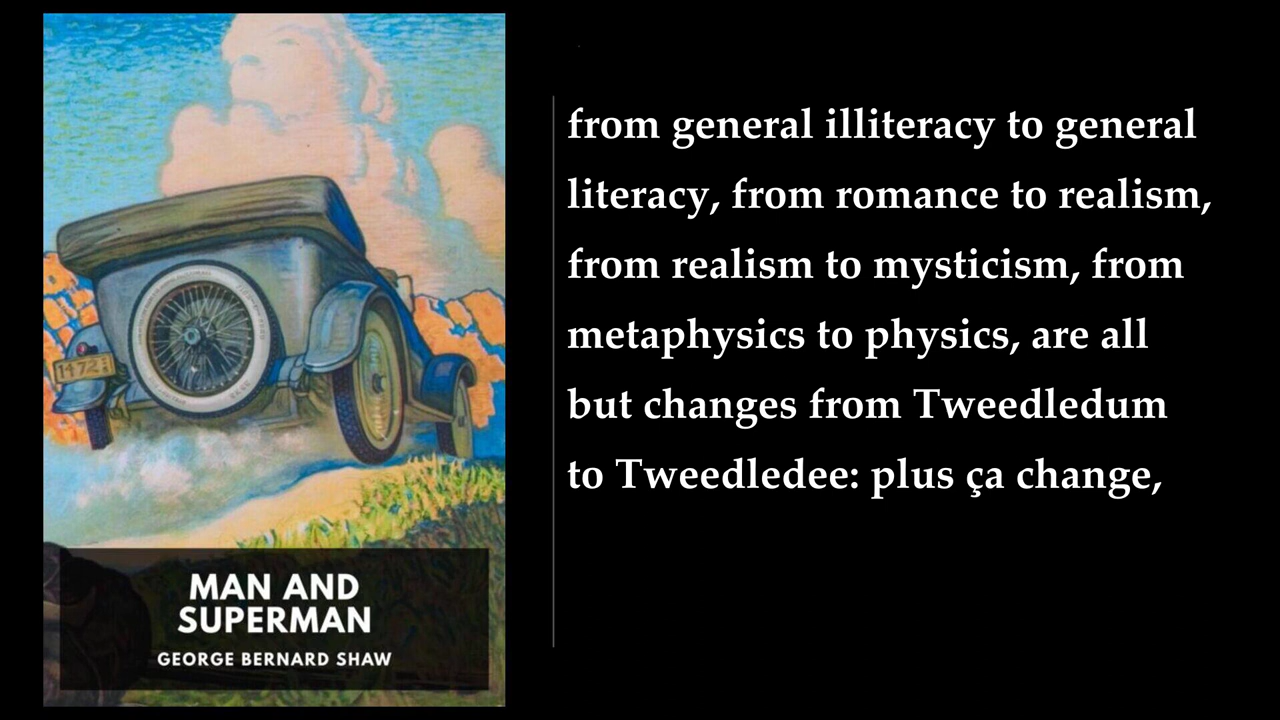 from general illiteracy to general
literacy, from romance to realism,
from realism to mysticism, from
metaphysics to physics, are all
but changes from Tweedledum
to Tweedledee: plus ça change,
1472
MAN AND
SUPERMAN
GEORGE BERNARD SHAW